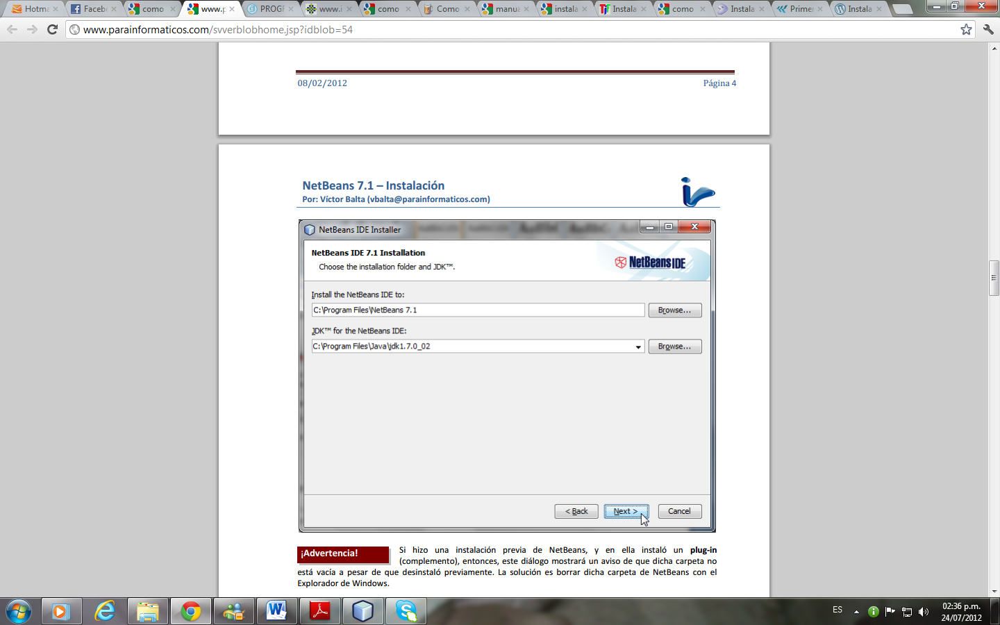 Hotma
Faceb
como
www.p
PROGF
www.i
como
Como
manua
instala
Instala
como
Instala
Prime
Instala
www.parainformaticos.com/svverblobhome.jsp?idblob=54
08/02/2012
Página 4
NetBeans 7.1 – Instalación
Por: Víctor Balta (vbalta@parainformaticos.com)
NetBeans IDE Installer
NetBeans IDE 7.1 Installation
Choose the installation folder and JDK™.
NetBeans IDE
Install the NetBeans IDE to:
C:\Program Files\NetBeans 7.1
Browse...
JDK™ for the NetBeans IDE:
C:\Program Files\Java\jdk1.7.0_02
Browse...
< Back
Next >
Cancel
¡Advertencia!
Si hizo una instalación previa de NetBeans, y en ella instaló un plug-in
(complemento), entonces, este diálogo mostrará un aviso de que dicha carpeta no
está vacía a pesar de que desinstaló previamente. La solución es borrar dicha carpeta de NetBeans con el
Explorador de Windows.
ES
02:36 p.m.
24/07/2012